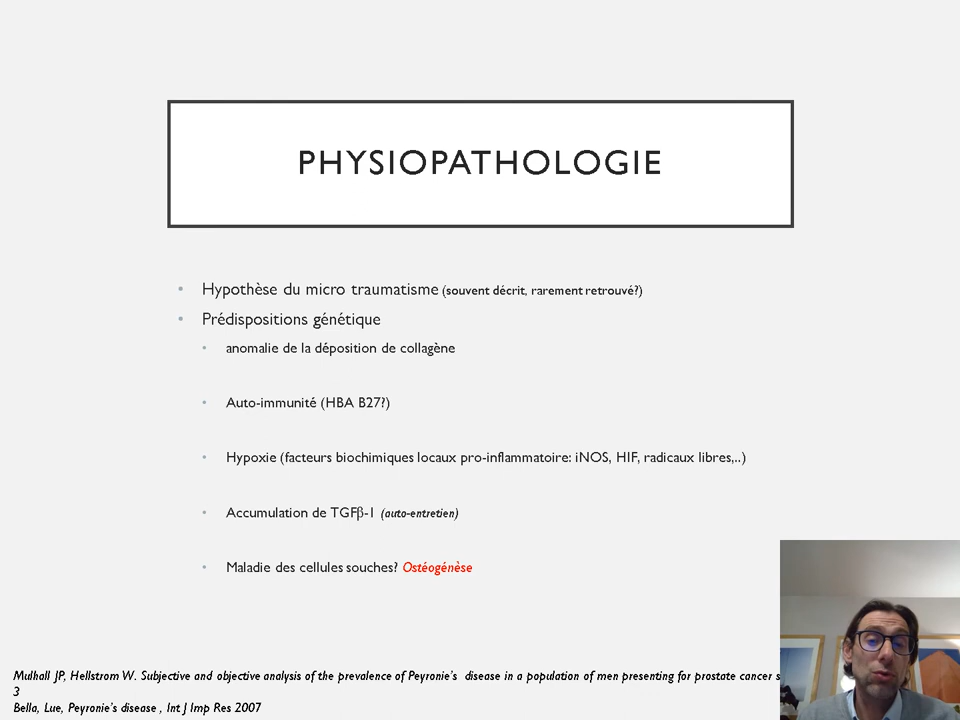 PHYSIOPATHOLOGIE
• Hypothèse du micro traumatisme (souvent décrit, rarement retrouvé?)
• Prédispositions génétique
• anomalie de la déposition de collagène
• Auto-immunité (HBA B27?)
• Hypoxie (facteurs biochimiques locaux pro-inflammatoire: iNOS, HIF, radicaux libres,..)
• Accumulation de TGFβ-1 (auto-entretien)
• Maladie des cellules souches? Ostéogénèse
Mulhall JP, Hellstrom W. Subjective and objective analysis of the prevalence of Peyronie's disease in a population of men presenting for prostate cancer s
3
Bella, Lue, Peyronie's disease , Int J Imp Res 2007